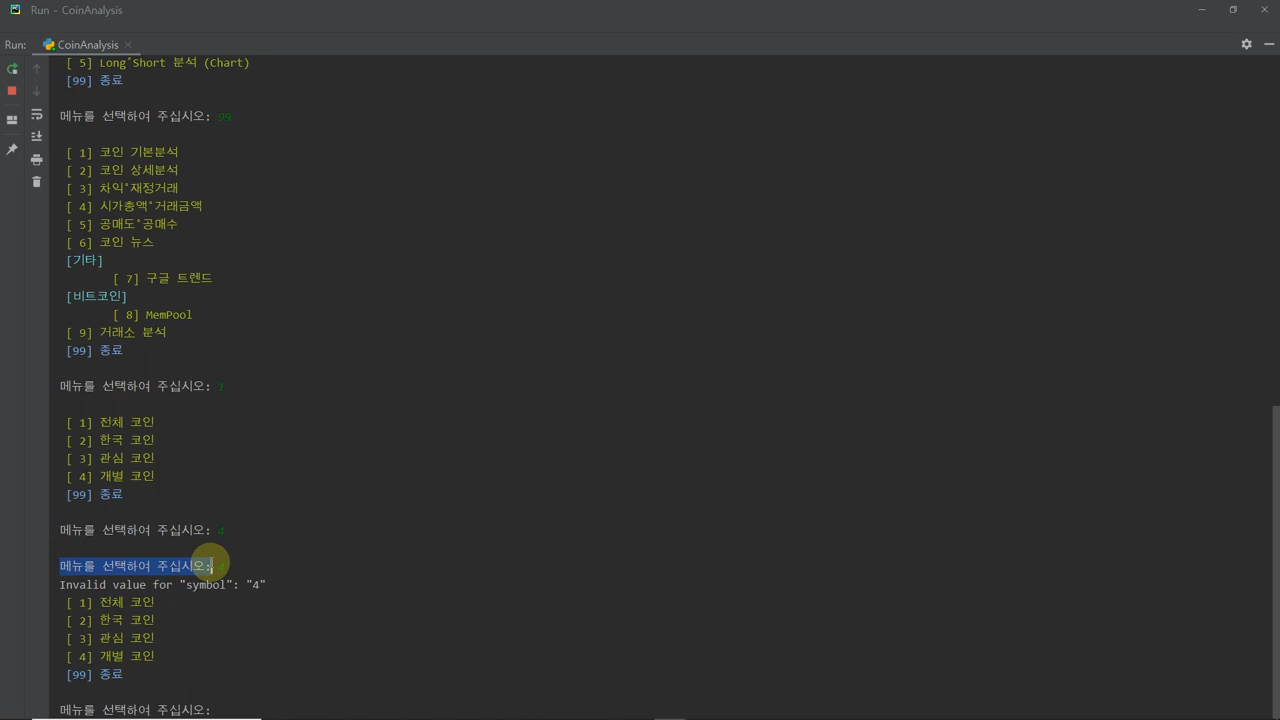 Run - CoinAnalysis
Run: CoinAnalysis
[ 5] Long°Short 분석 (Chart)
[99] 종료
메뉴를 선택하여 주십시오: 99
[ 1] 코인 기본분석
[ 2] 코인 상세분석
[ 3] 차익°재정거래
[ 4] 시가총액°거래금액
[ 5] 공매도°공매수
[ 6] 코인 뉴스
[기타]
[ 7] 구글 트렌드
[비트코인]
[ 8] MemPool
[ 9] 거래소 분석
[99] 종료
메뉴를 선택하여 주십시오: 1
[ 1] 전체 코인
[ 2] 한국 코인
[ 3] 관심 코인
[ 4] 개별 코인
[99] 종료
메뉴를 선택하여 주십시오: 4
메뉴를 선택하여 주십시오: 4
Invalid value for "symbol": "4"
[ 1] 전체 코인
[ 2] 한국 코인
[ 3] 관심 코인
[ 4] 개별 코인
[99] 종료
메뉴를 선택하여 주십시오: